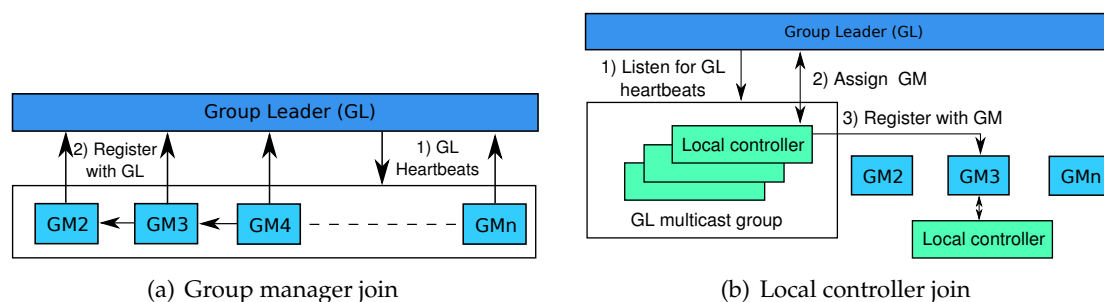 Group Leader (GL)
2) Register
with GL
1) GL
Heartbeats
GM2
GM3
GM4
GMn
(a) Group manager join
Group Leader (GL)
1) Listen for GL
heartbeats
2) Assign GM
3) Register with GM
Local controller
GL multicast group
GM2
GM3
GMn
Local controller
(b) Local controller join